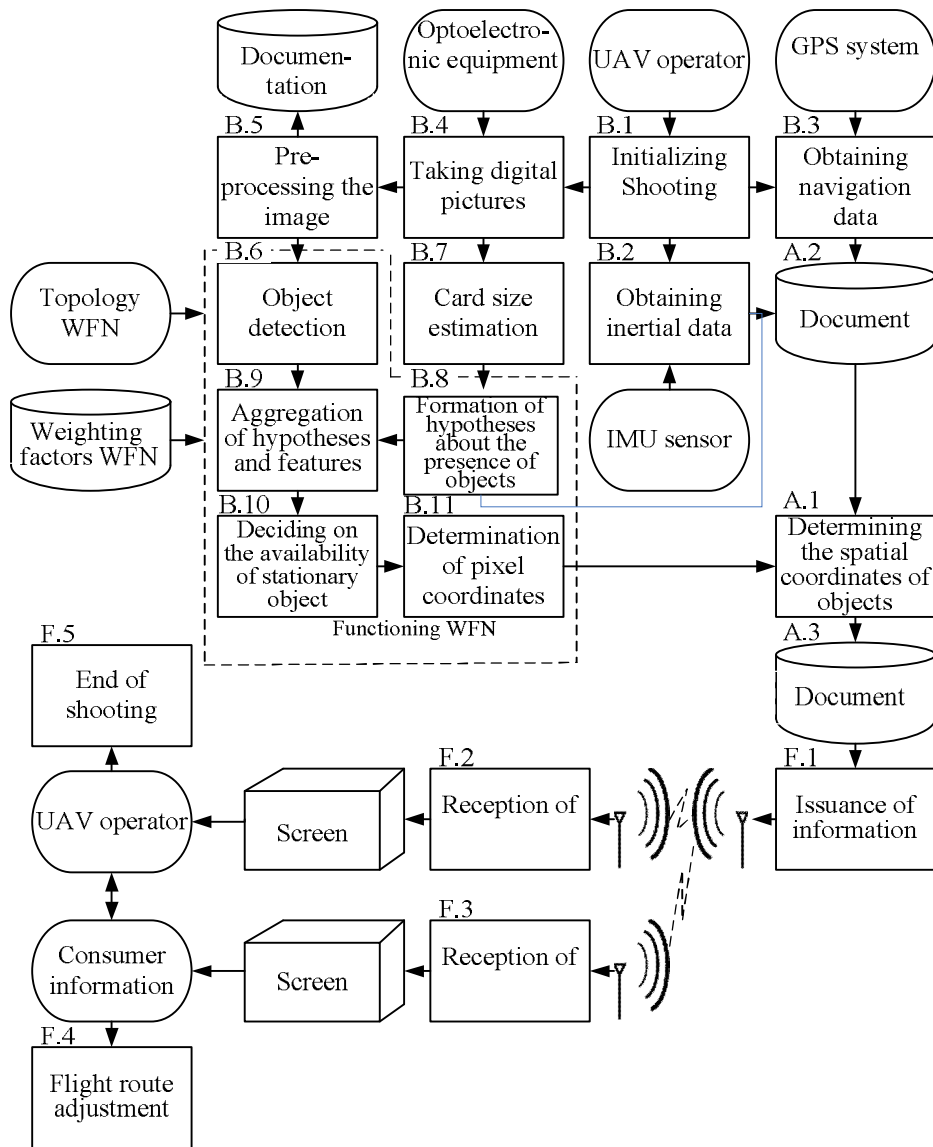 Documen-
tation
Optoelectro-
nic equipment
UAV operator
GPS system
B.5
B.4
B.1
B.3
Pre-
processing the
image
Taking digital
pictures
Initializing
Shooting
Obtaining
navigation
data
B.6
B.7
B.2
A.2
Topology
WFN
Object
detection
Card size
estimation
Obtaining
inertial data
Document
B.9
B.8
Weighting
factors WFN
Aggregation
of hypotheses
and features
Formation of
hypotheses
about the
presence of
objects
IMU sensor
B.10
B.11
A.1
Deciding on
the availability
of stationary
object
Determination
of pixel
coordinates
Determining
the spatial
coordinates of
objects
Functioning WFN
F.5
A.3
End of
shooting
Document
F.2
F.1
UAV operator
Screen
Reception of
Issuance of
information
F.3
Consumer
information
Screen
Reception of
F.4
Flight route
adjustment